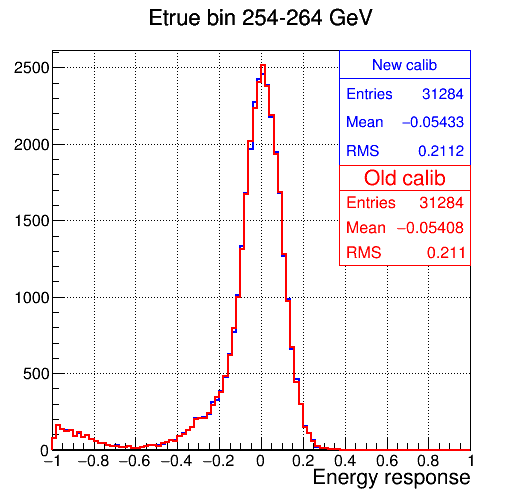 Etrue bin 254-264 GeV
New calib
Entries 31284
Mean −0.05433
RMS 0.2112
Old calib
Entries 31284
Mean −0.05408
RMS 0.211
2500
2000
1500
1000
500
0
−1 −0.8 −0.6 −0.4 −0.2 0 0.2 0.4 0.6 0.8 1
Energy response